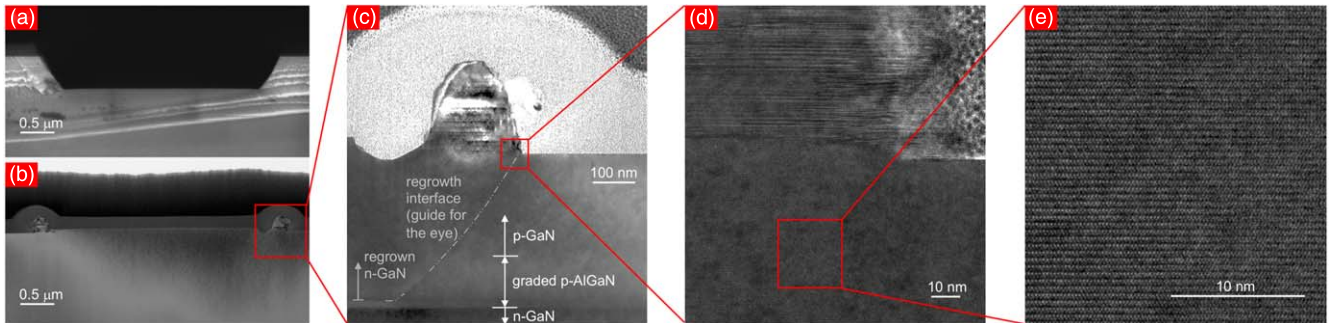 (a)
0.5 μm
(b)
0.5 μm
(c)
100 nm
regrowth
interface
(guide for
the eye)
p-GaN
regrown
n-GaN
graded p-AlGaN
n-GaN
(d)
10 nm
(e)
10 nm